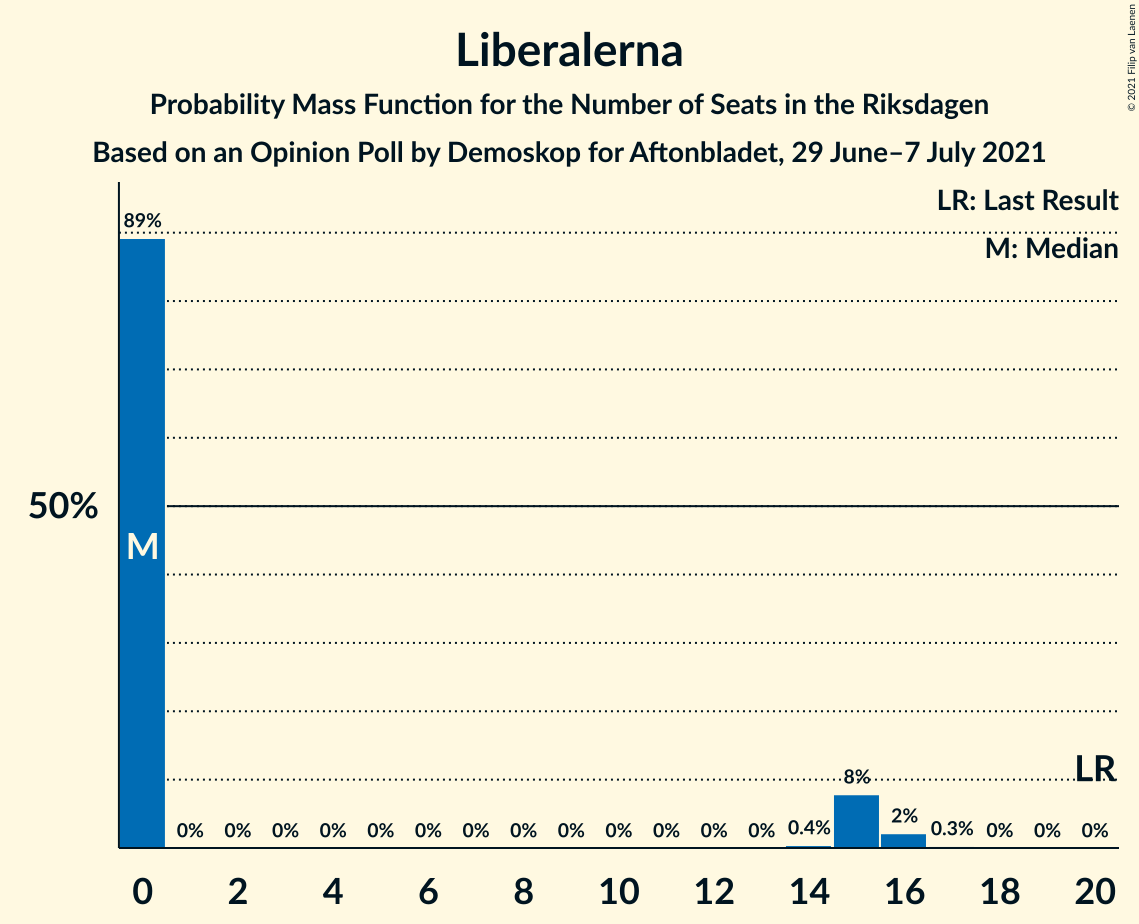 Liberalerna
Probability Mass Function for the Number of Seats in the Riksdagen
Based on an Opinion Poll by Demoskop for Aftonbladet, 29 June–7 July 2021
© 2021 Filip van Laenen
LR: Last Result
M: Median
89%
50%
M
LR
0% 0% 0% 0% 0% 0% 0% 0% 0% 0% 0% 0% 0% 0.4% 8% 2% 0.3% 0% 0% 0%
0 2 4 6 8 10 12 14 16 18 20